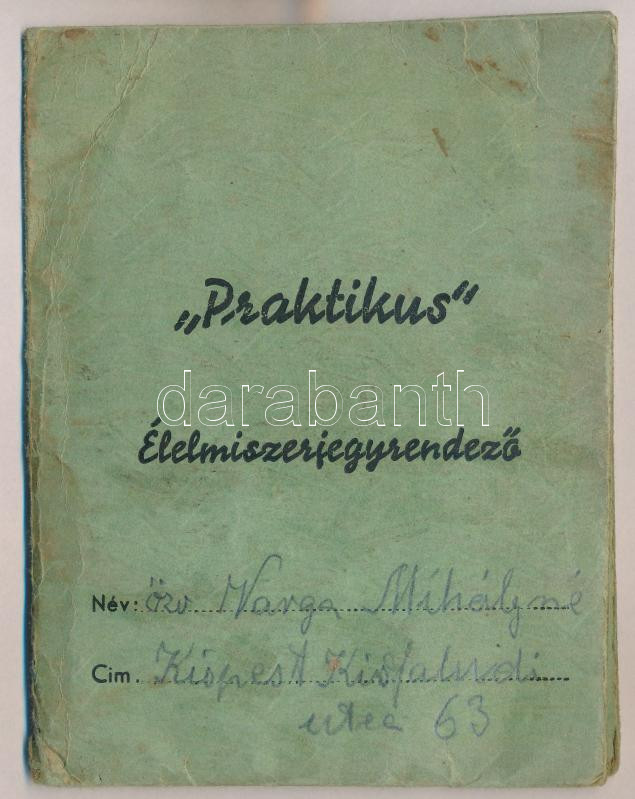 „Praktikus“
darabanth
Élelmiszerjegyrendező
Név: özv Varga Mihályné
Cim. Kispest Kisfaludi
utca 63